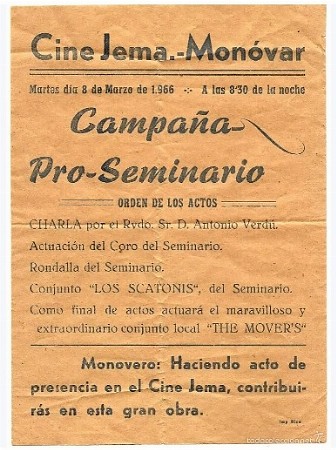 Cine Jema.-Monóvar
Martes día 8 de Marzo de 1.966 -:- A las 8'30 de la noche
Campaña
Pro-Seminario
ORDEN DE LOS ACTOS
CHARLA por el Rvdo. Sr. D. Antonio Verdú.
Actuación del Coro del Seminario.
Rondalla del Seminario.
Conjunto "LOS SCATONIS", del Seminario.
Como final de actos actuará el maravilloso y
extraordinario conjunto local "THE MOVER'S"
Monovero: Haciendo acto de
presencia en el Cine Jema, contribui-
rás en esta gran obra.
todocoleccion.net